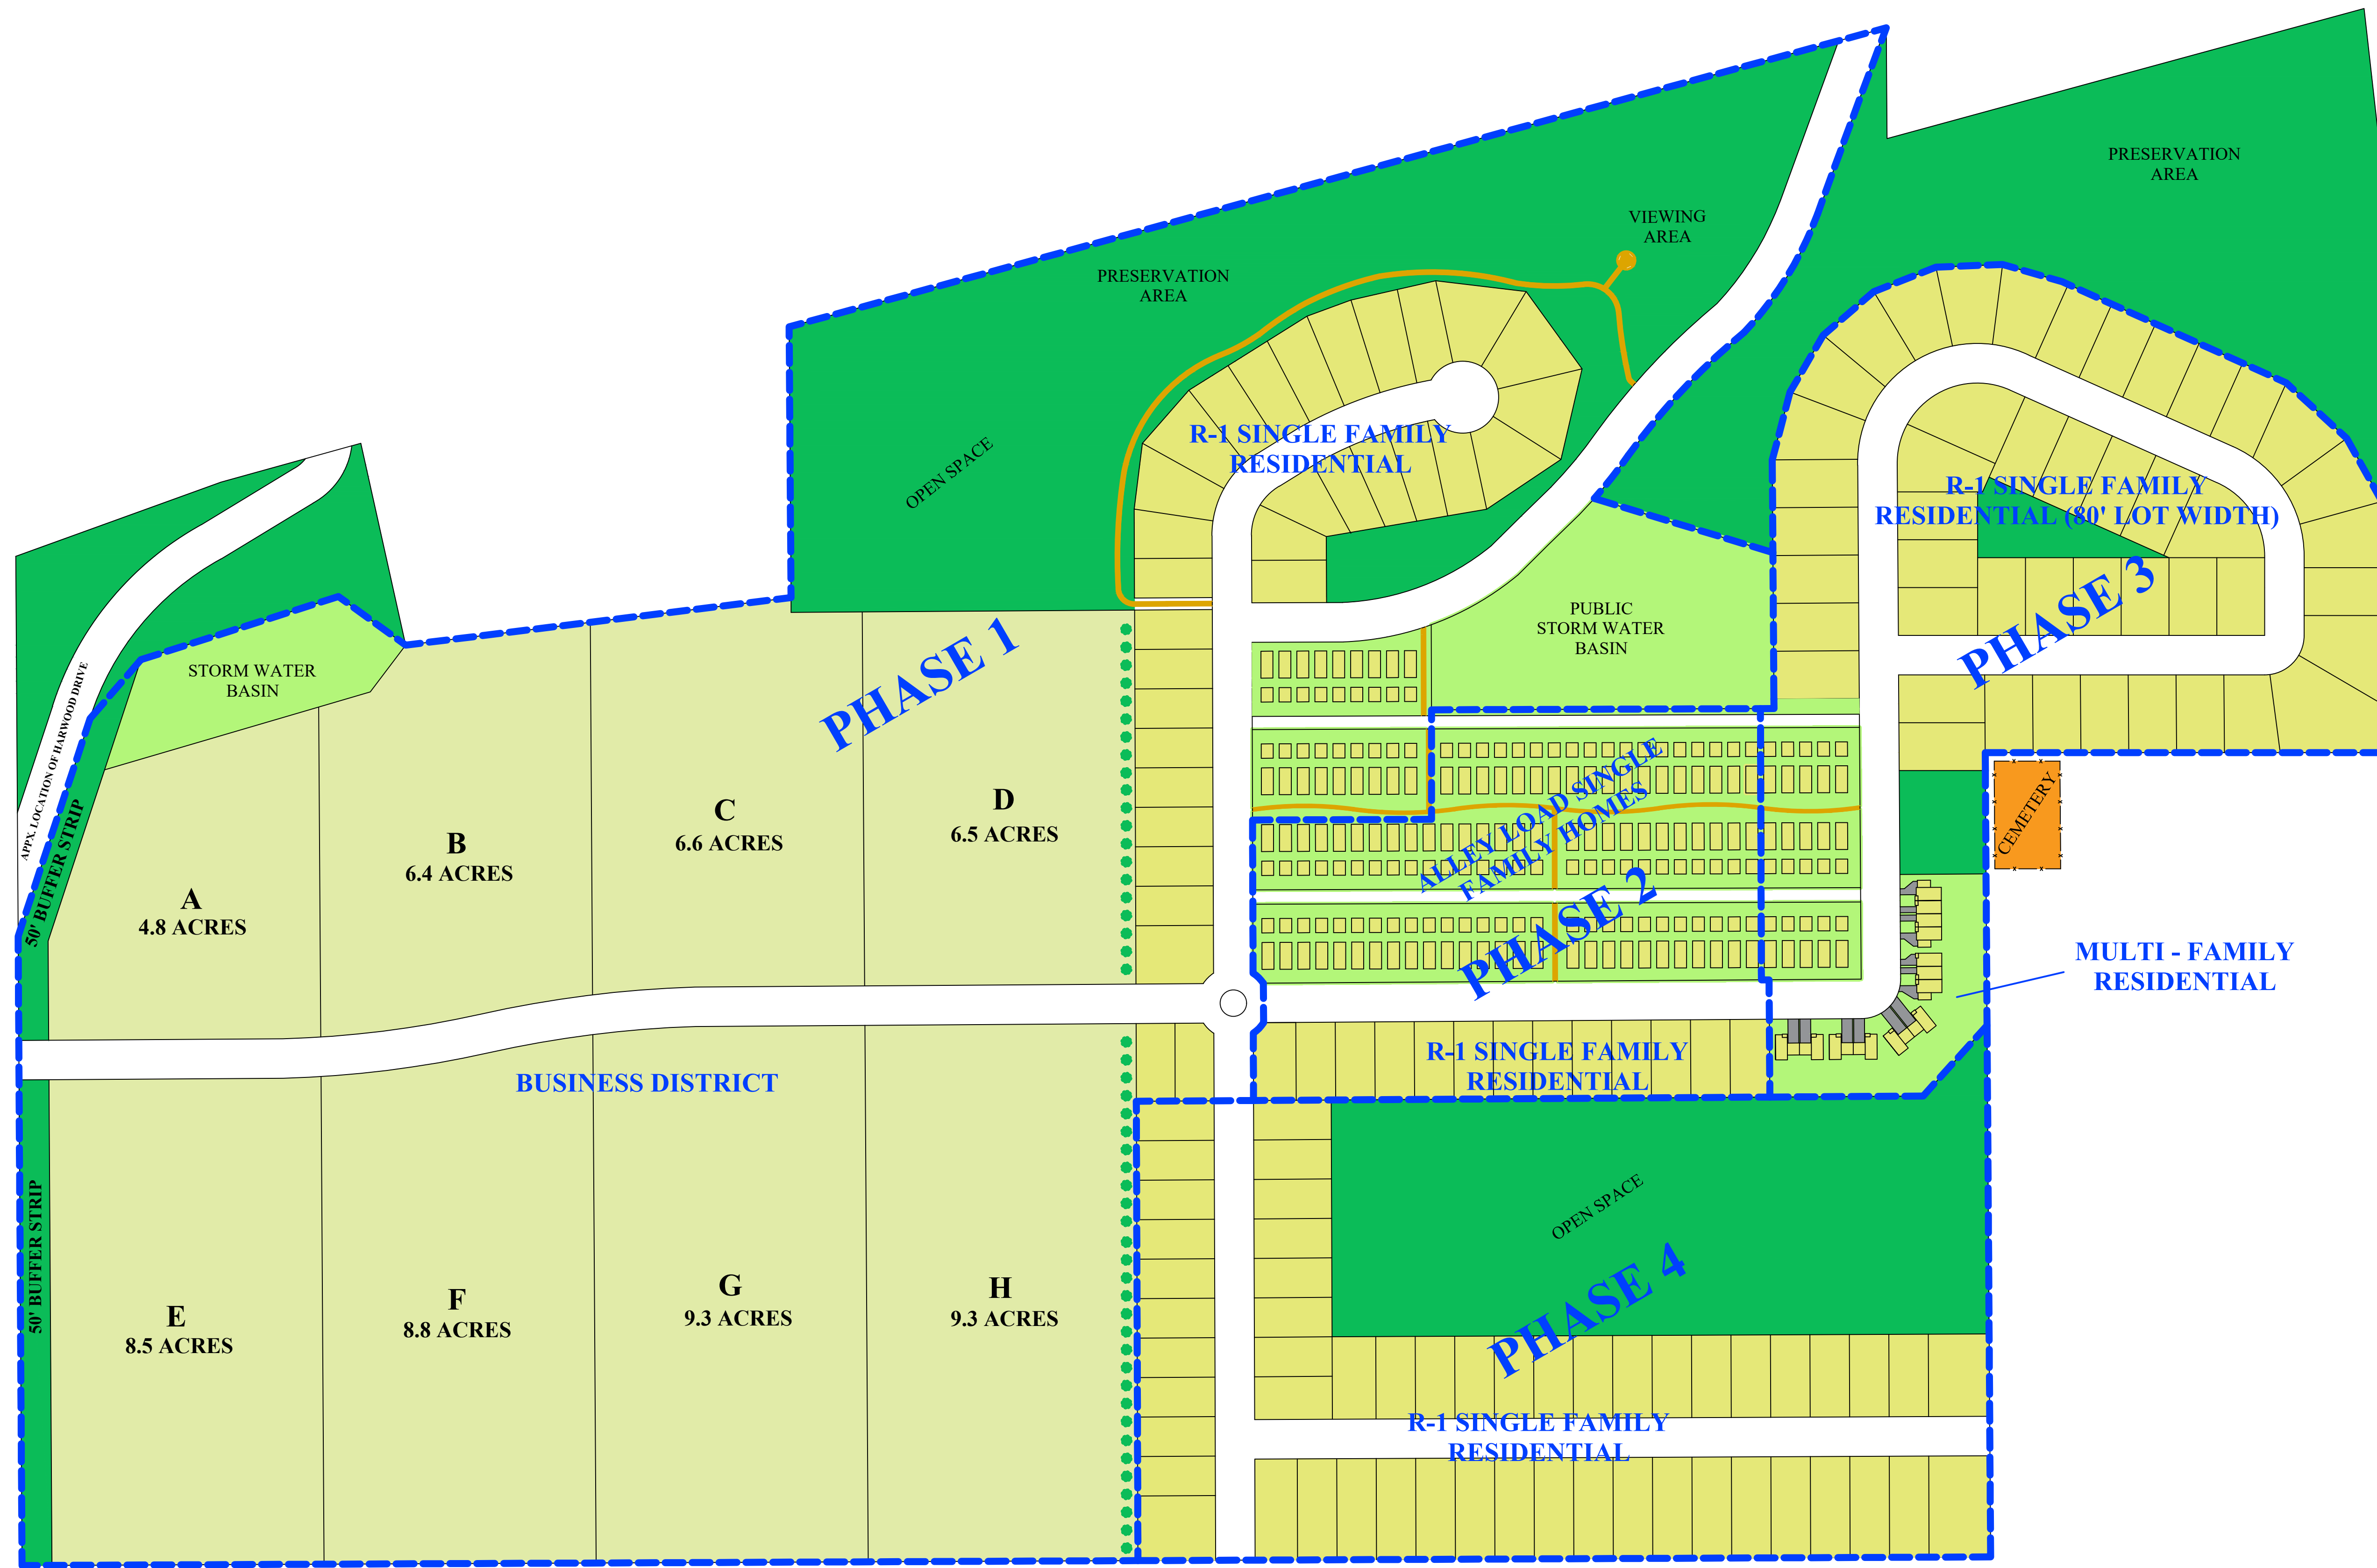 PRESERVATION
AREA
VIEWING
AREA
PRESERVATION
AREA
OPEN SPACE
R-1 SINGLE FAMILY
RESIDENTIAL
R-1 SINGLE FAMILY
RESIDENTIAL (80' LOT WIDTH)
PHASE 3
PUBLIC
STORM WATER
BASIN
STORM WATER
BASIN
APPX. LOCATION OF HARWOOD DRIVE
50' BUFFER STRIP
PHASE 1
A
4.8 ACRES
B
6.4 ACRES
C
6.6 ACRES
D
6.5 ACRES
ALLEY LOAD SINGLE
FAMILY HOMES
PHASE 2
CEMETERY
MULTI - FAMILY
RESIDENTIAL
R-1 SINGLE FAMILY
RESIDENTIAL
BUSINESS DISTRICT
50' BUFFER STRIP
E
8.5 ACRES
F
8.8 ACRES
G
9.3 ACRES
H
9.3 ACRES
OPEN SPACE
PHASE 4
R-1 SINGLE FAMILY
RESIDENTIAL